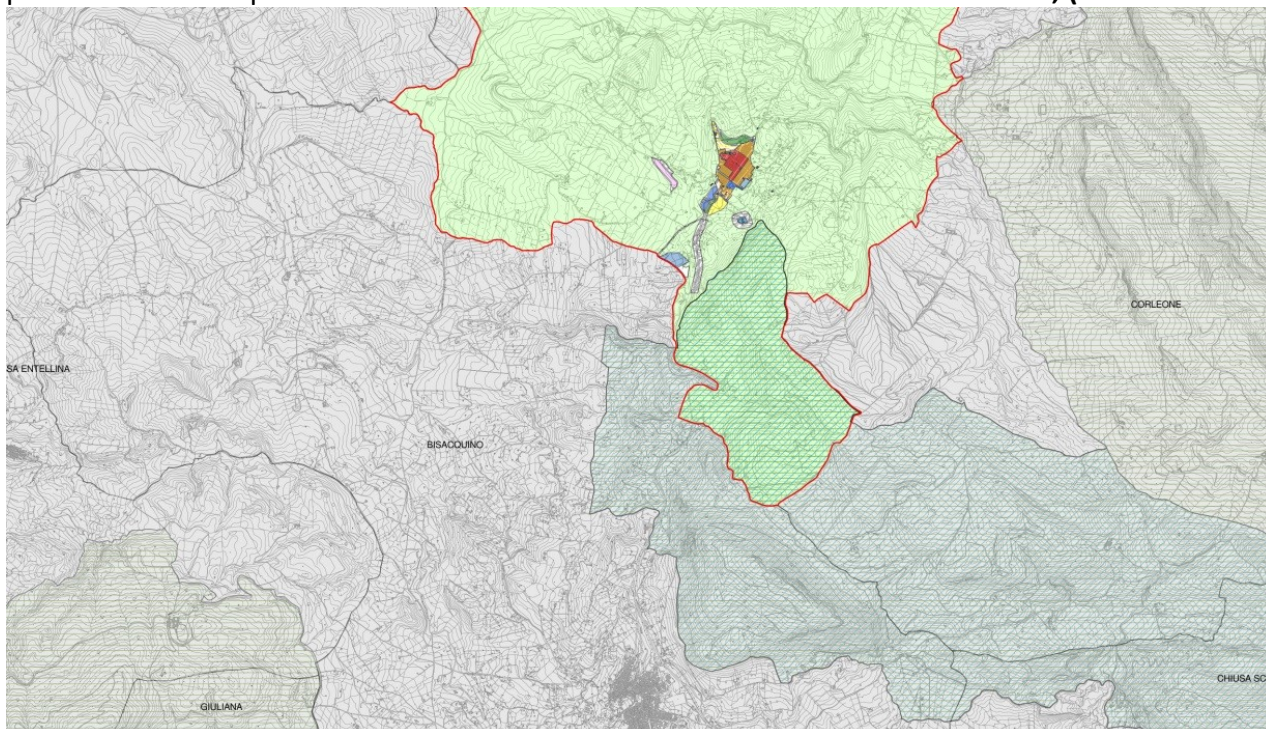 CORLEONE
SA ENTELLINA
BISACQUINO
CHIUSA SC
GIULIANA